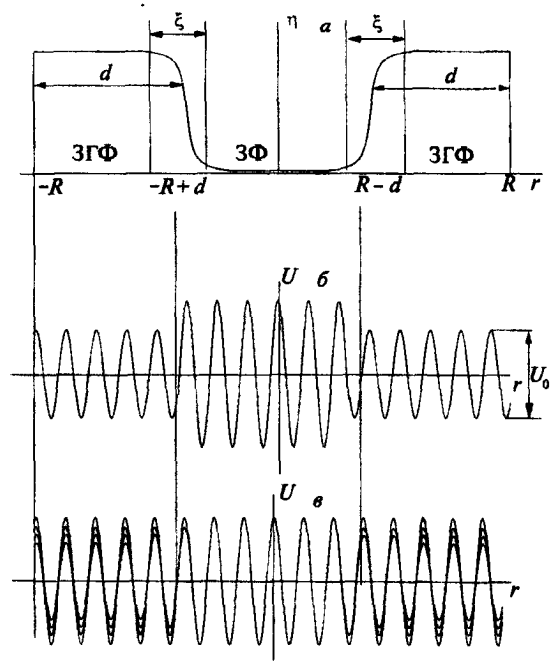 ξ η а ξ
d d
ЗГФ ЗФ ЗГФ
-R -R+d R-d R r
U б
r U₀
U в
r